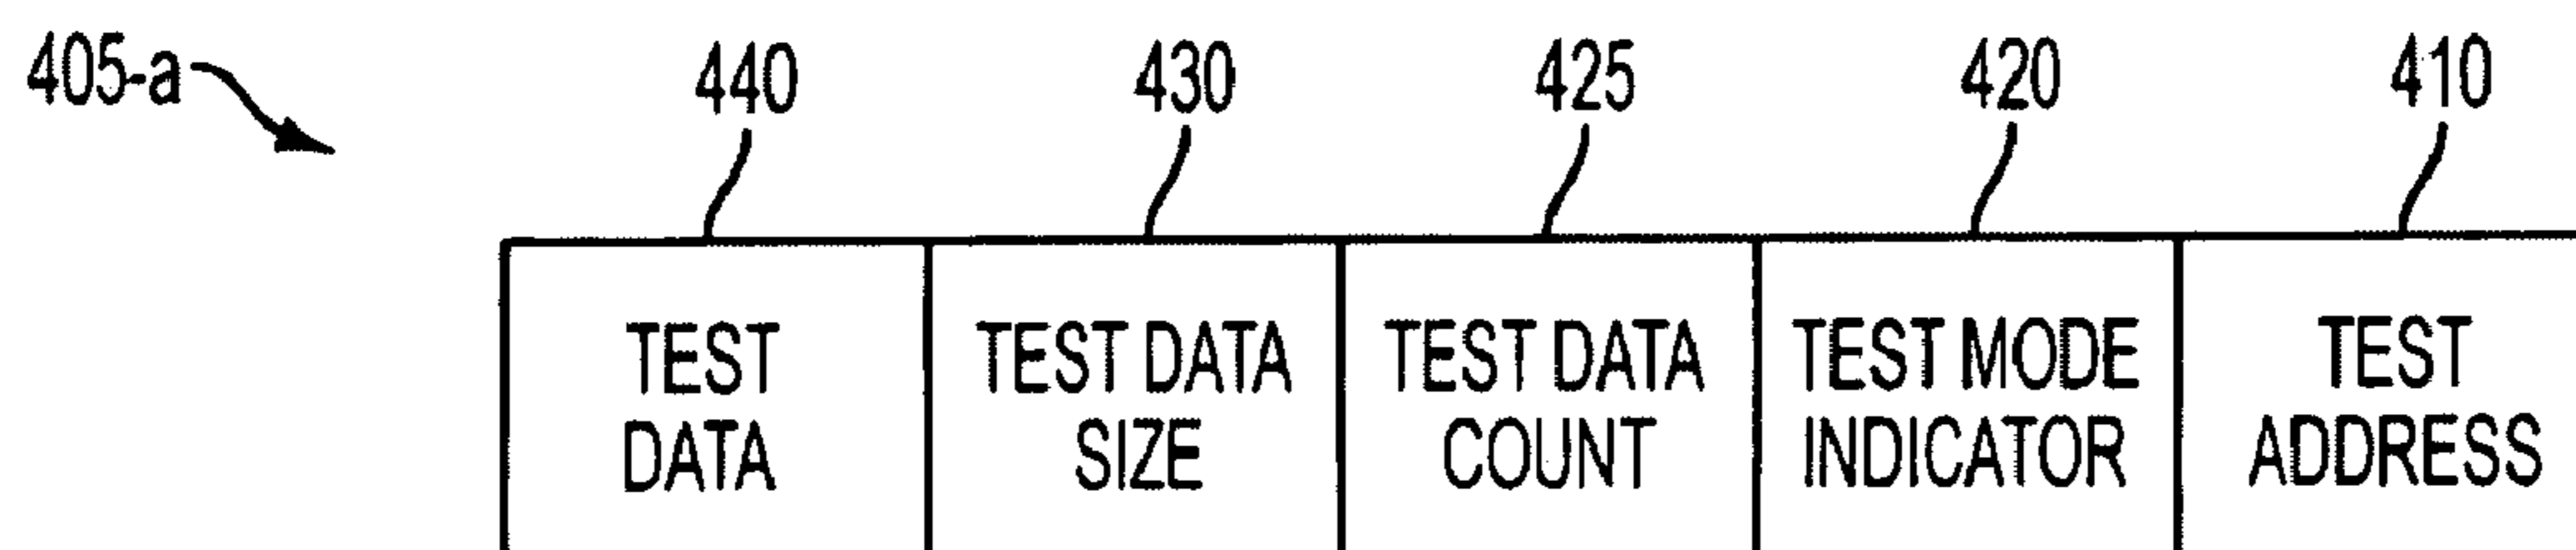 405-a
440 430 425 420 410
TEST DATA
TEST DATA SIZE
TEST DATA COUNT
TEST MODE INDICATOR
TEST ADDRESS